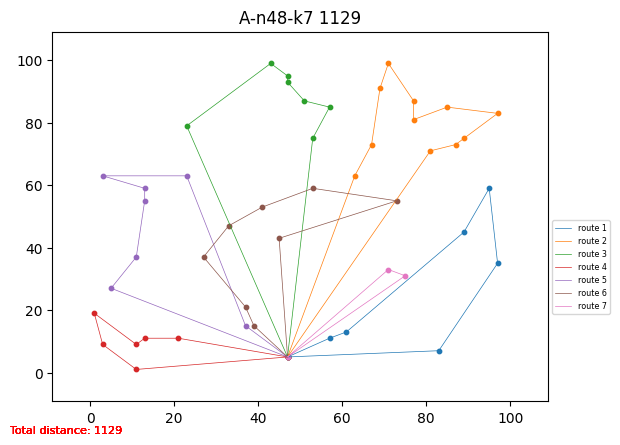 A-n48-k7 1129
100
80
60
40
20
0
0 20 40 60 80 100
route 1
route 2
route 3
route 4
route 5
route 6
route 7
Total distance: 1129